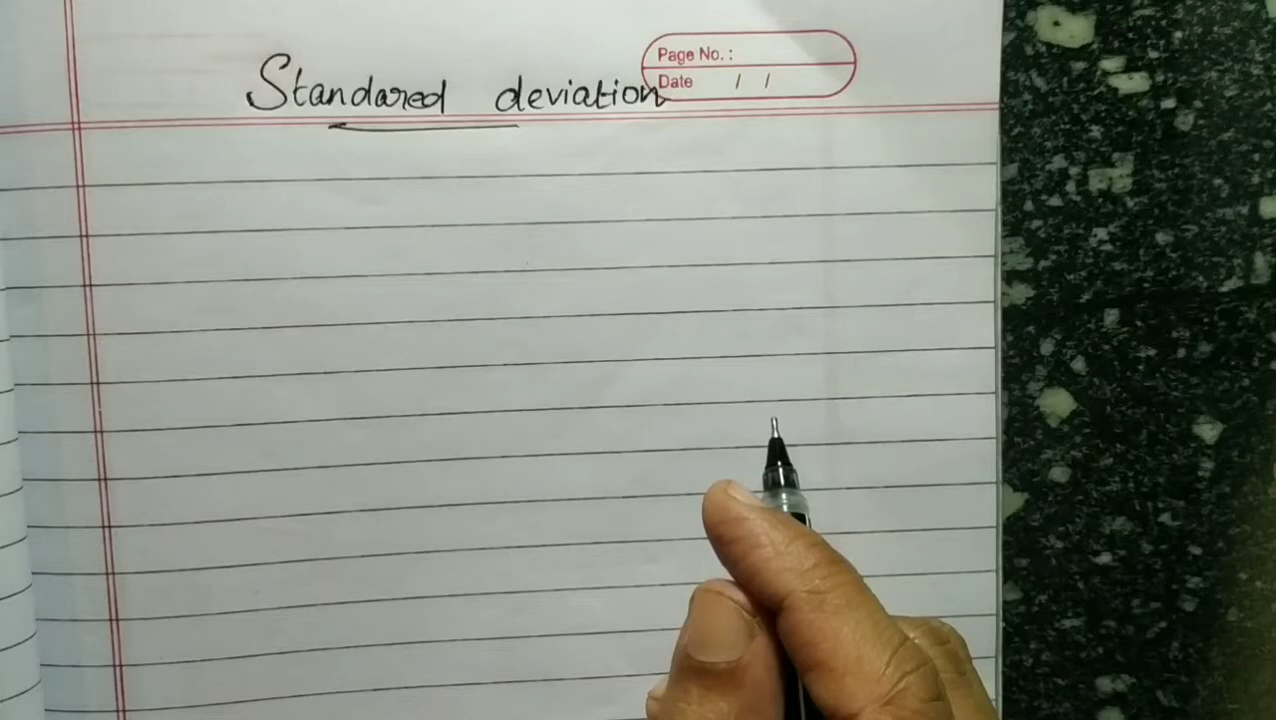 Page No. :
Standared deviation
Date / /